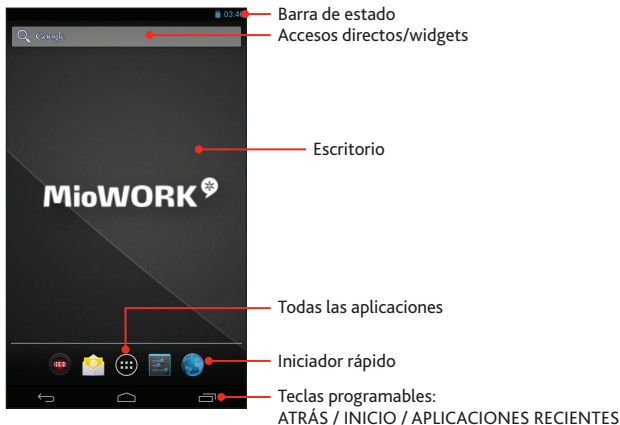 03:46
Barra de estado
Google
Accesos directos/widgets
Escritorio
MioWORK
Todas las aplicaciones
Iniciador rápido
Teclas programables:
ATRÁS / INICIO / APLICACIONES RECIENTES